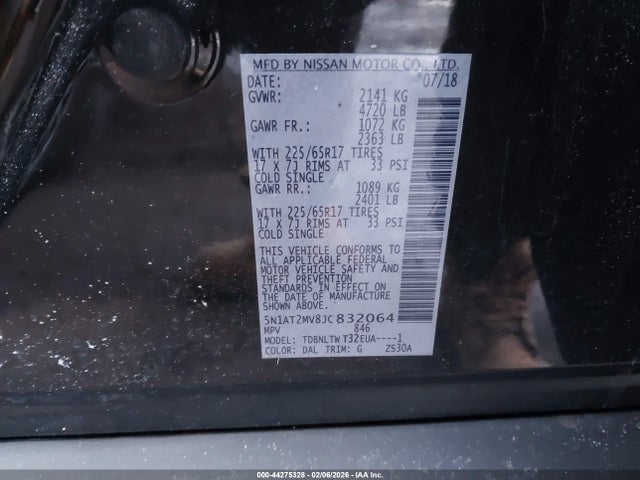 MFD BY NISSAN MOTOR CO., LTD.
DATE: 07/18
GVWR: 2141 KG
4720 LB
GAWR FR.: 1072 KG
2363 LB
WITH 225/65R17 TIRES
17 X 7J RIMS AT 33 PSI
COLD SINGLE
GAWR RR.: 1089 KG
2401 LB
WITH 225/65R17 TIRES
17 X 7J RIMS AT 33 PSI
COLD SINGLE
THIS VEHICLE CONFORMS TO
ALL APPLICABLE FEDERAL
MOTOR VEHICLE SAFETY AND
THEFT PREVENTION
STANDARDS IN EFFECT ON
THE DATE OF MANUFACTURE
SHOWN ABOVE.
5N1AT2MV8JC832064
MPV 846
MODEL: TDBNLTW T32EUA----1
COLOR: DAL TRIM: G ZS30A
000-44275328 - 02/06/2026 - IAA Inc.